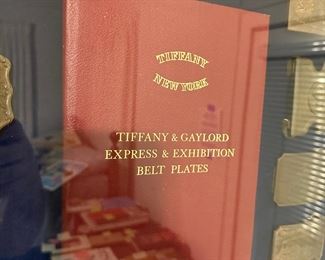 TIFFANY
NEW YORK
TIFFANY & GAYLORD
EXPRESS & EXHIBITION
BELT PLATES